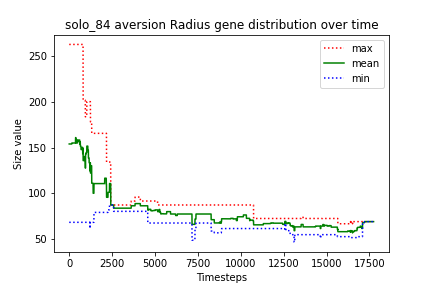 solo_84 aversion Radius gene distribution over time
max
mean
min
Size value
250
200
150
100
50
0 2500 5000 7500 10000 12500 15000 17500
Timesteps